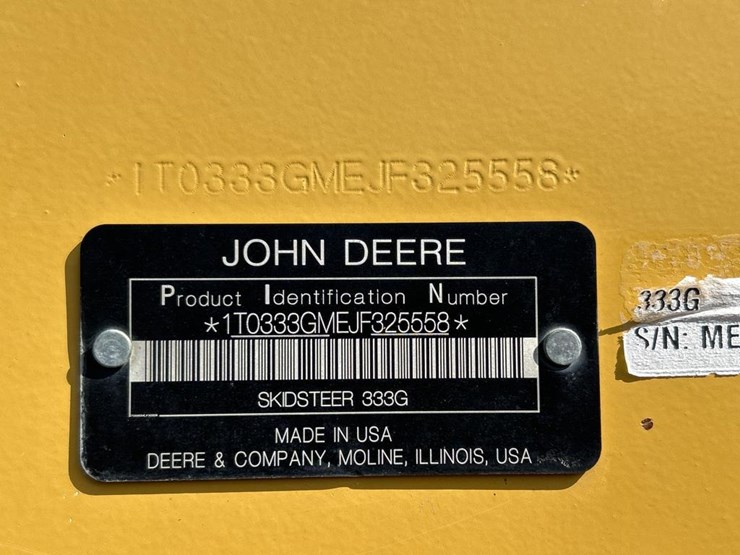 *1T0333GMEJF325558*
JOHN DEERE
Product Identification Number
*1T0333GMEJF325558*
SKIDSTEER 333G
MADE IN USA
DEERE & COMPANY, MOLINE, ILLINOIS, USA
333G
S/N: ME